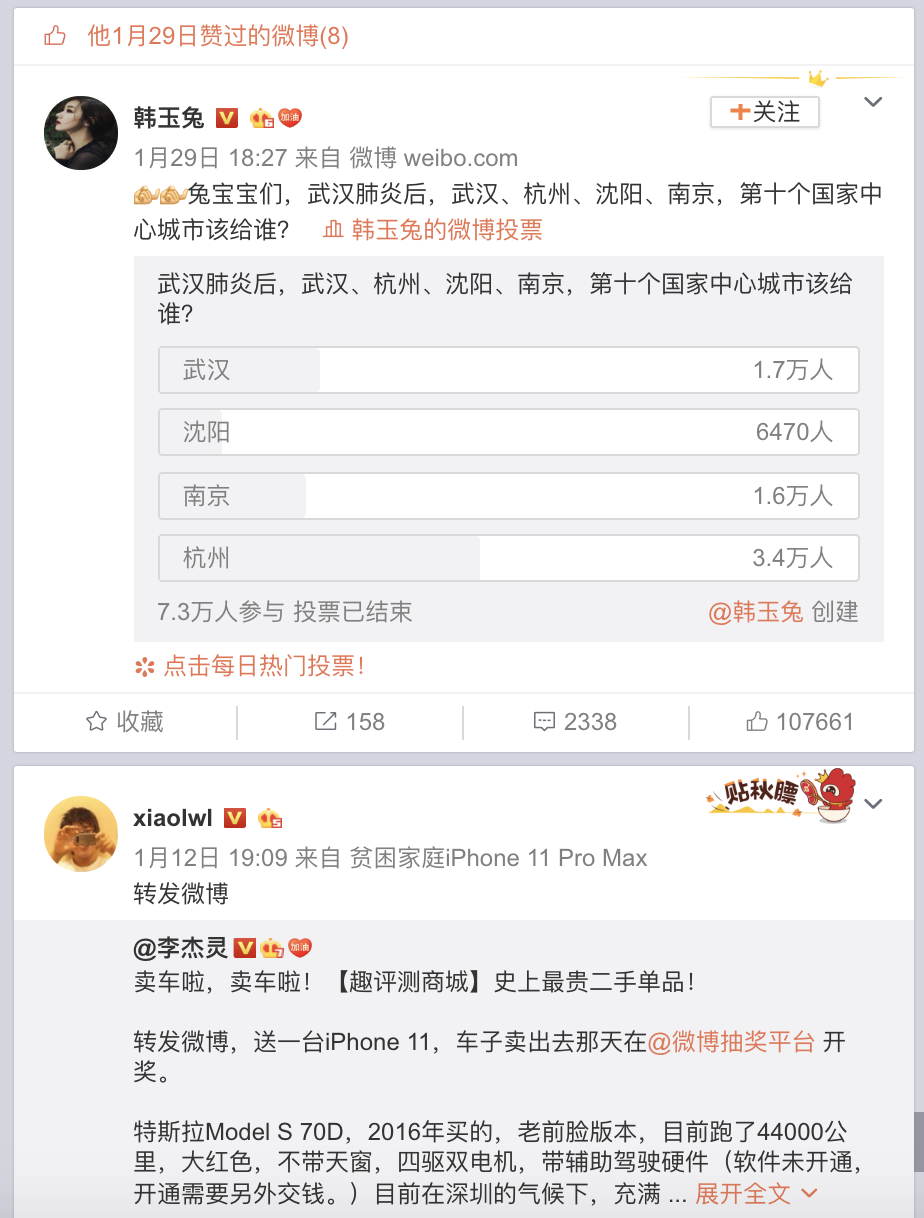 他1月29日赞过的微博(8)
韩玉兔
+关注
1月29日 18:27 来自 微博 weibo.com
兔宝宝们，武汉肺炎后，武汉、杭州、沈阳、南京，第十个国家中
心城市该给谁？ 韩玉兔的微博投票
武汉肺炎后，武汉、杭州、沈阳、南京，第十个国家中心城市该给
谁？
武汉 1.7万人
沈阳 6470人
南京 1.6万人
杭州 3.4万人
7.3万人参与 投票已结束 @韩玉兔 创建
点击每日热门投票！
收藏 158 2338 107661
贴秋膘
xiaolwl
1月12日 19:09 来自 贫困家庭iPhone 11 Pro Max
转发微博
@李杰灵 V 加油
卖车啦，卖车啦！【趣评测商城】史上最贵二手单品！
转发微博，送一台iPhone 11，车子卖出去那天在@微博抽奖平台 开
奖。
特斯拉Model S 70D，2016年买的，老前脸版本，目前跑了44000公
里，大红色，不带天窗，四驱双电机，带辅助驾驶硬件（软件未开通，
开通需要另外交钱。）目前在深圳的气候下，充满 ... 展开全文